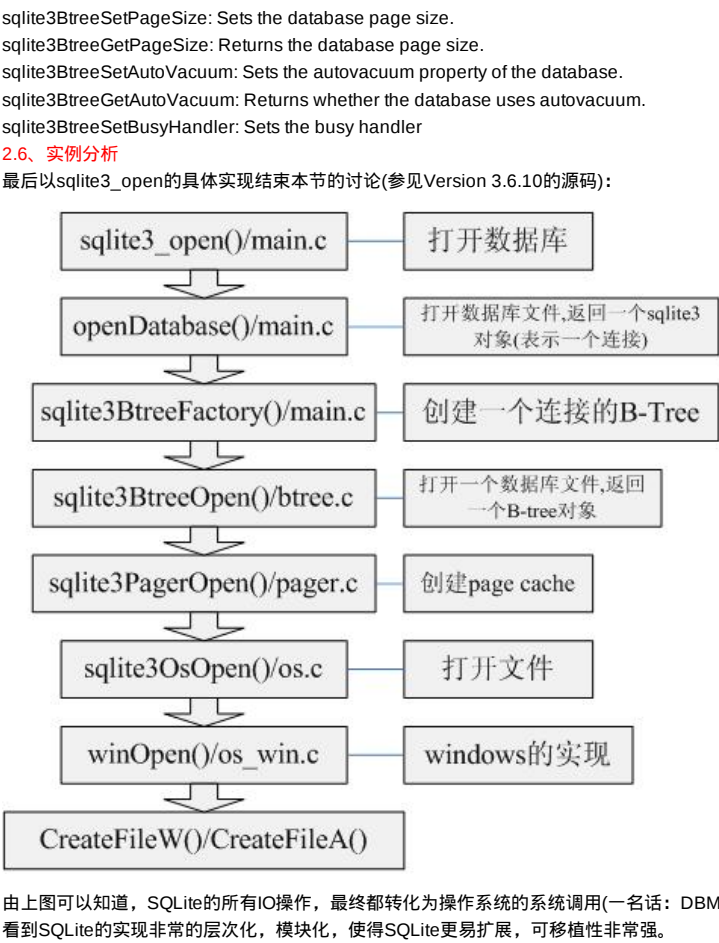 sqlite3BtreeSetPageSize: Sets the database page size.
sqlite3BtreeGetPageSize: Returns the database page size.
sqlite3BtreeSetAutoVacuum: Sets the autovacuum property of the database.
sqlite3BtreeGetAutoVacuum: Returns whether the database uses autovacuum.
sqlite3BtreeSetBusyHandler: Sets the busy handler
2.6、实例分析
最后以sqlite3_open的具体实现结束本节的讨论(参见Version 3.6.10的源码)：
sqlite3_open()/main.c
打开数据库
openDatabase()/main.c
打开数据库文件,返回一个sqlite3
对象(表示一个连接)
sqlite3BtreeFactory()/main.c
创建一个连接的B-Tree
sqlite3BtreeOpen()/btree.c
打开一个数据库文件,返回
一个B-tree对象
sqlite3PagerOpen()/pager.c
创建page cache
sqlite3OsOpen()/os.c
打开文件
winOpen()/os_win.c
windows的实现
CreateFileW()/CreateFileA()
由上图可以知道，SQLite的所有IO操作，最终都转化为操作系统的系统调用(一名话：DBM
看到SQLite的实现非常的层次化，模块化，使得SQLite更易扩展，可移植性非常强。